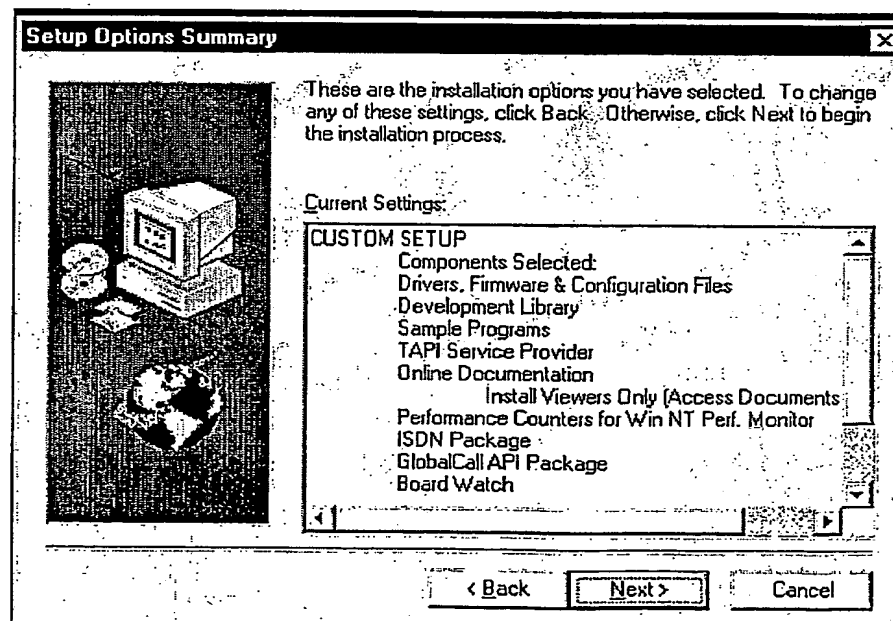 Setup Options Summary
These are the installation options you have selected. To change
any of these settings, click Back. Otherwise, click Next to begin
the installation process.
Current Settings:
CUSTOM SETUP
Components Selected:
Drivers, Firmware & Configuration Files
Development Library
Sample Programs
TAPI Service Provider
Online Documentation
Install Viewers Only (Access Documents
Performance Counters for Win NT Perf. Monitor
ISDN Package
GlobalCall API Package
Board Watch
< Back
Next >
Cancel